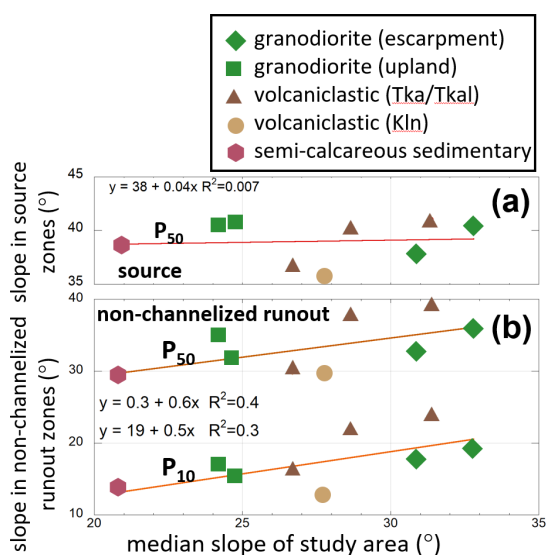 granodiorite (escarpment)
granodiorite (upland)
volcaniclastic (Tka/Tkal)
volcaniclastic (Kln)
semi-calcareous sedimentary
slope in source
zones (°)
45
40
35
y = 38 + 0.04x R²=0.007
(a)
P50
source
slope in non-channelized
runout zones (°)
40
30
20
10
non-channelized runout
(b)
P50
y = 0.3 + 0.6x R²=0.4
y = 19 + 0.5x R²=0.3
P10
20 25 30 35
median slope of study area (°)